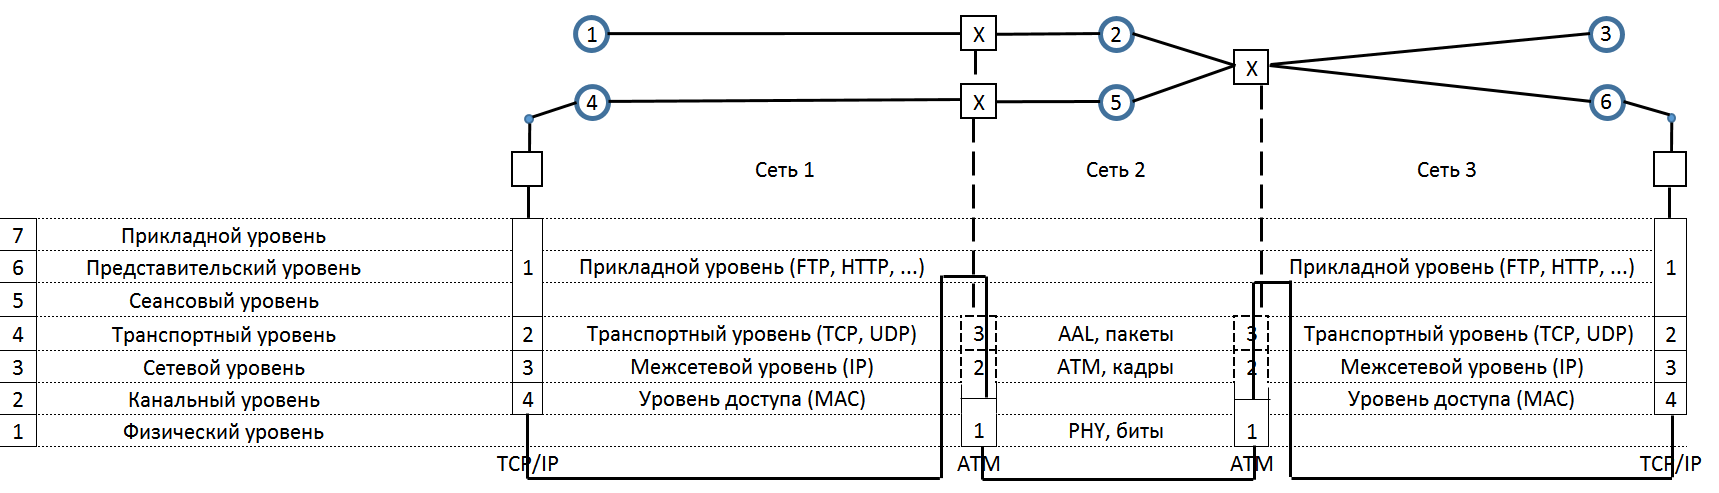 1 X 2 3
X
4 X 5 6
Сеть 1 Сеть 2 Сеть 3
7 Прикладной уровень
6 Представительский уровень 1 Прикладной уровень (FTP, HTTP, ...) Прикладной уровень (FTP, HTTP, ...) 1
5 Сеансовый уровень
4 Транспортный уровень 2 Транспортный уровень (TCP, UDP) 3 AAL, пакеты 3 Транспортный уровень (TCP, UDP) 2
3 Сетевой уровень 3 Межсетевой уровень (IP) 2 ATM, кадры 2 Межсетевой уровень (IP) 3
2 Канальный уровень 4 Уровень доступа (MAC) Уровень доступа (MAC) 4
1 Физический уровень 1 PHY, биты 1
TCP/IP ATM ATM TCP/IP